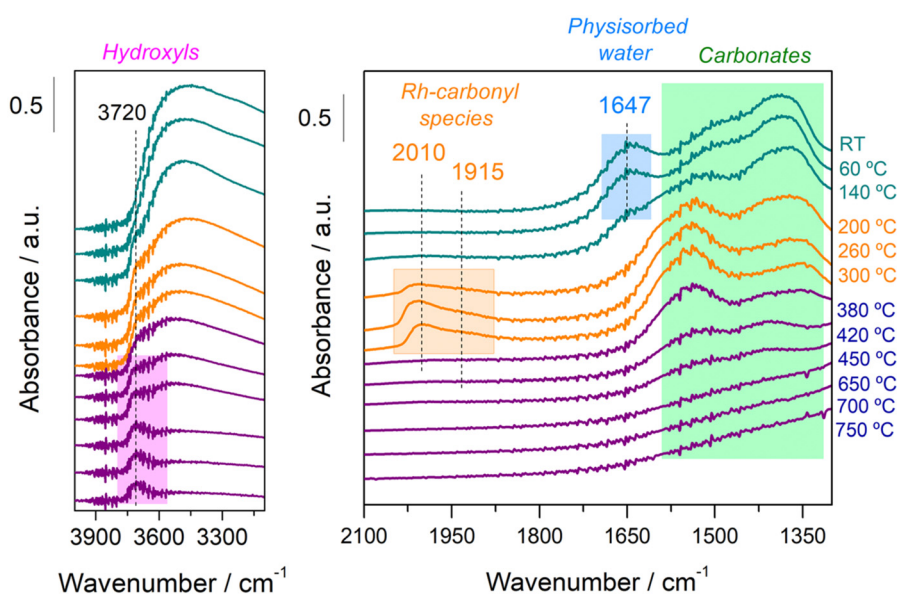 Hydroxyls
Physisorbed
water
Carbonates
0.5
3720
0.5
Rh-carbonyl
species
1647
2010
1915
RT
60 ºC
140 ºC
200 ºC
260 ºC
300 ºC
380 ºC
420 ºC
450 ºC
650 ºC
700 ºC
750 ºC
Absorbance / a.u.
Absorbance / a.u.
3900 3600 3300
2100 1950 1800 1650 1500 1350
Wavenumber / cm⁻¹
Wavenumber / cm⁻¹